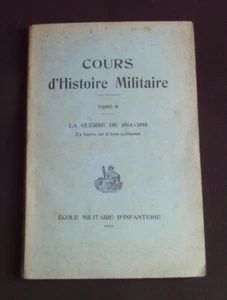 COURS
d'Histoire Militaire
TOME II
LA GUERRE DE 1914-1918
ÉCOLE MILITAIRE D'INFANTERIE